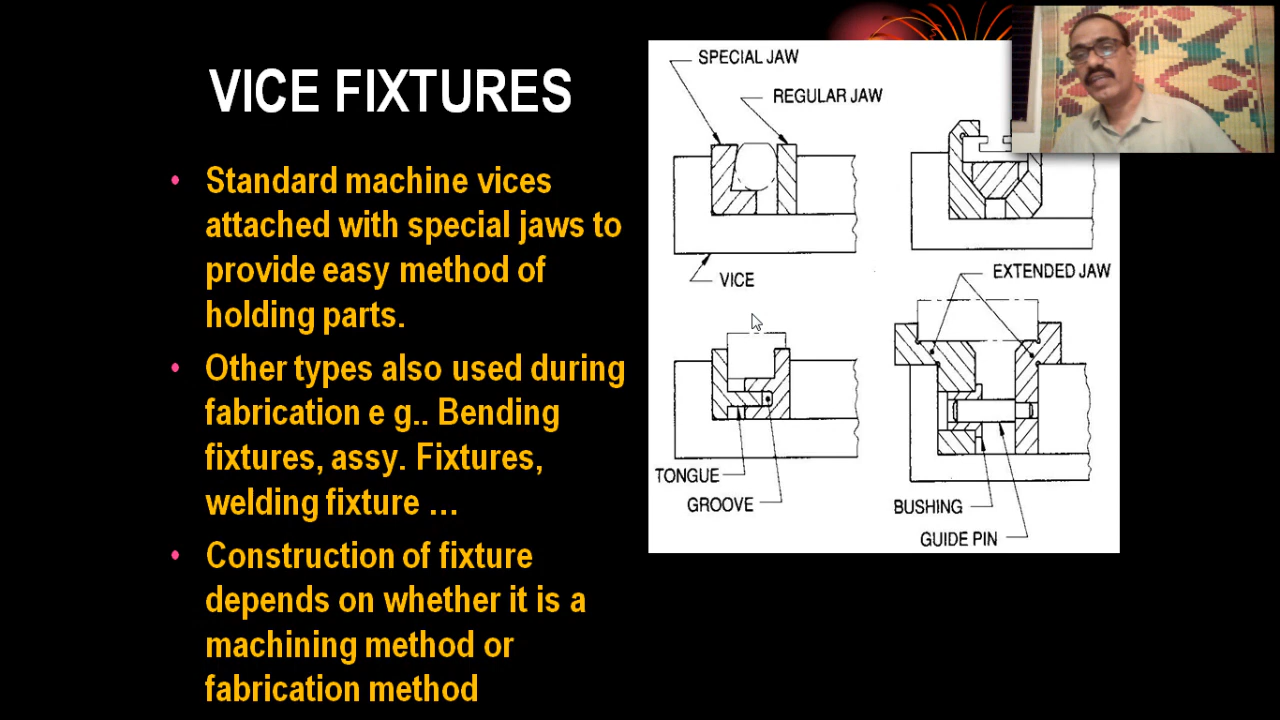 VICE FIXTURES
• Standard machine vices
attached with special jaws to
provide easy method of
holding parts.
• Other types also used during
fabrication e g.. Bending
fixtures, assy. Fixtures,
welding fixture ...
• Construction of fixture
depends on whether it is a
machining method or
fabrication method
SPECIAL JAW
REGULAR JAW
VICE
EXTENDED JAW
TONGUE
GROOVE
BUSHING
GUIDE PIN